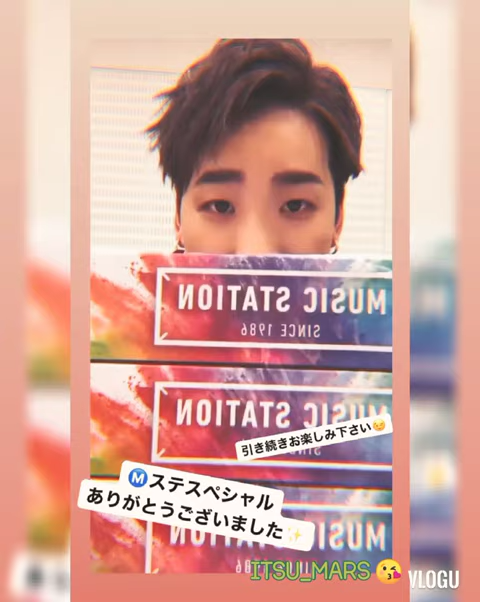 MUSIC STATION
SINCE 1986
MUSIC STATION
引き続きお楽しみ下さい😉
Ⓜ️ステスペシャル
ありがとうございました✨
MUSIC STATION
ITSU_MARS😘
VLOGU